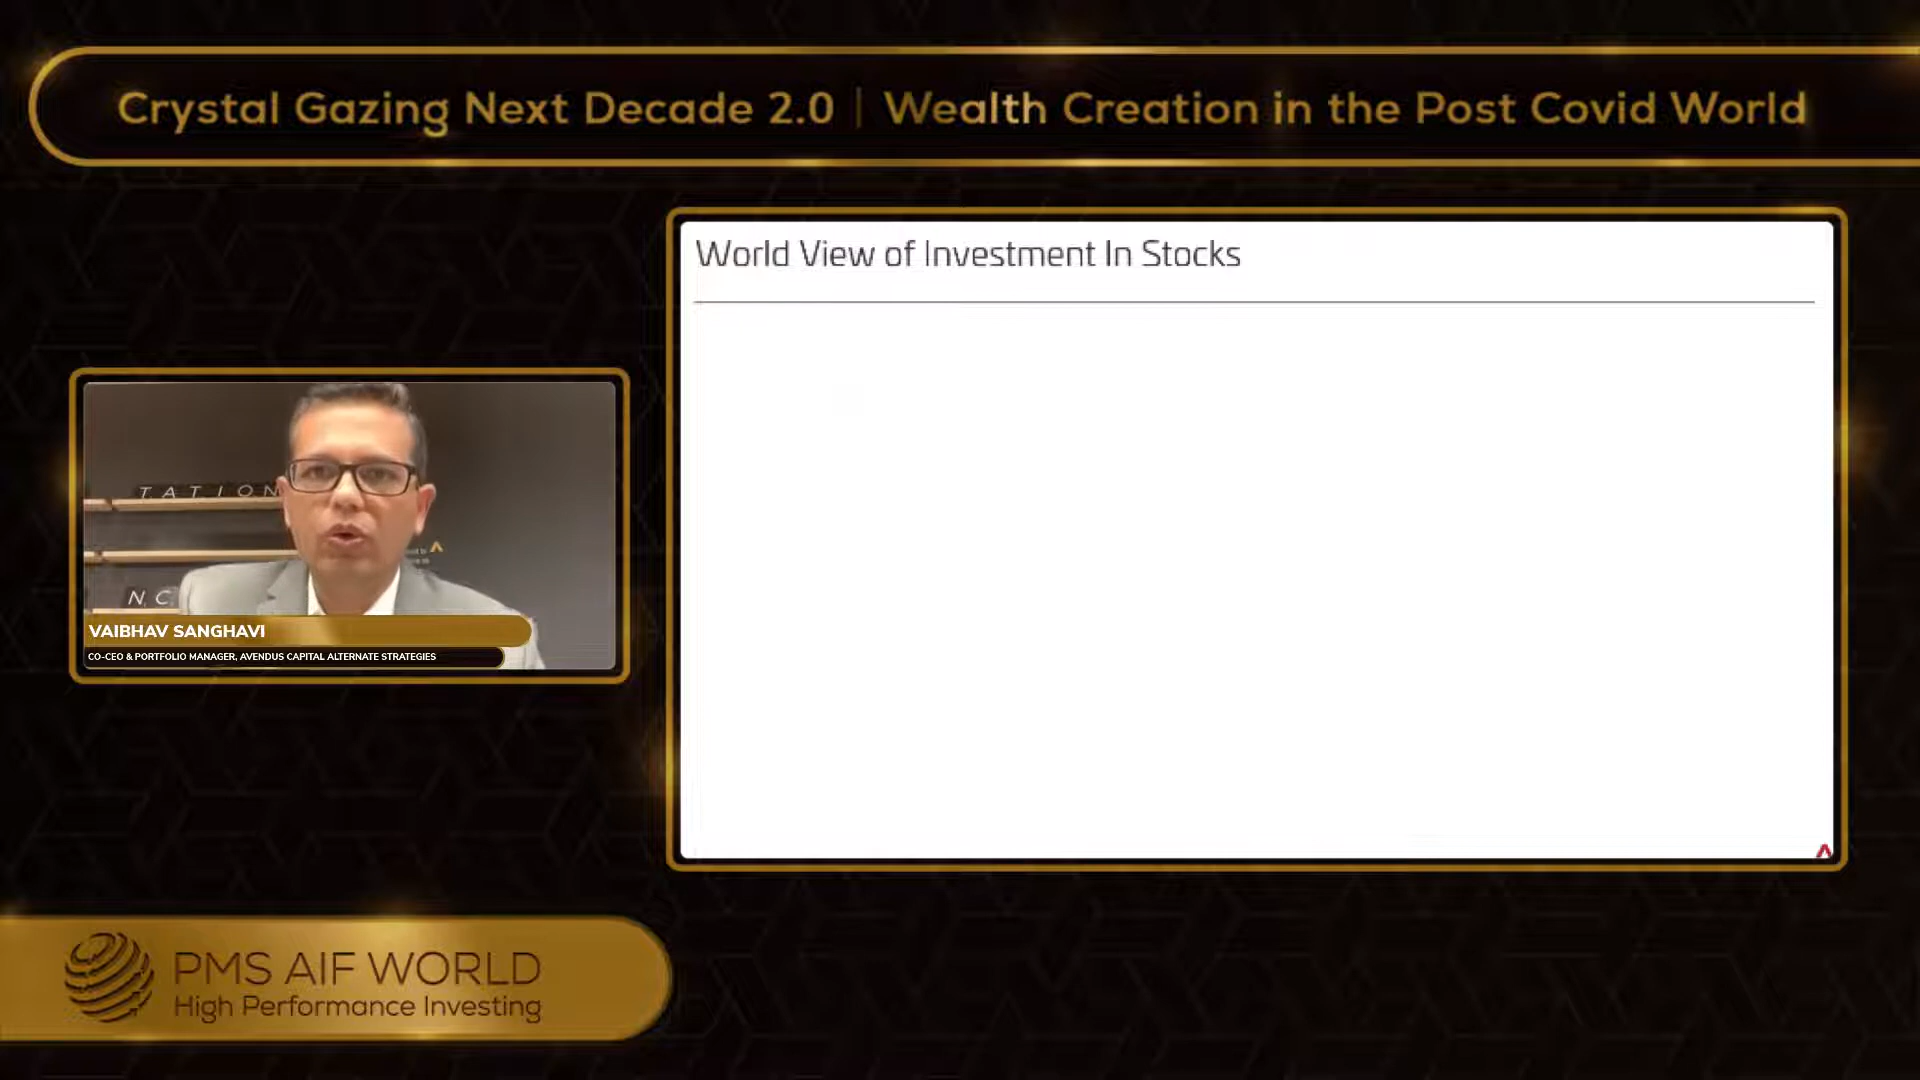 Crystal Gazing Next Decade 2.0 | Wealth Creation in the Post Covid World
World View of Investment In Stocks
TATION
N C
VAIBHAV SANGHAVI
CO-CEO & PORTFOLIO MANAGER, AVENDUS CAPITAL ALTERNATE STRATEGIES
PMS AIF WORLD
High Performance Investing